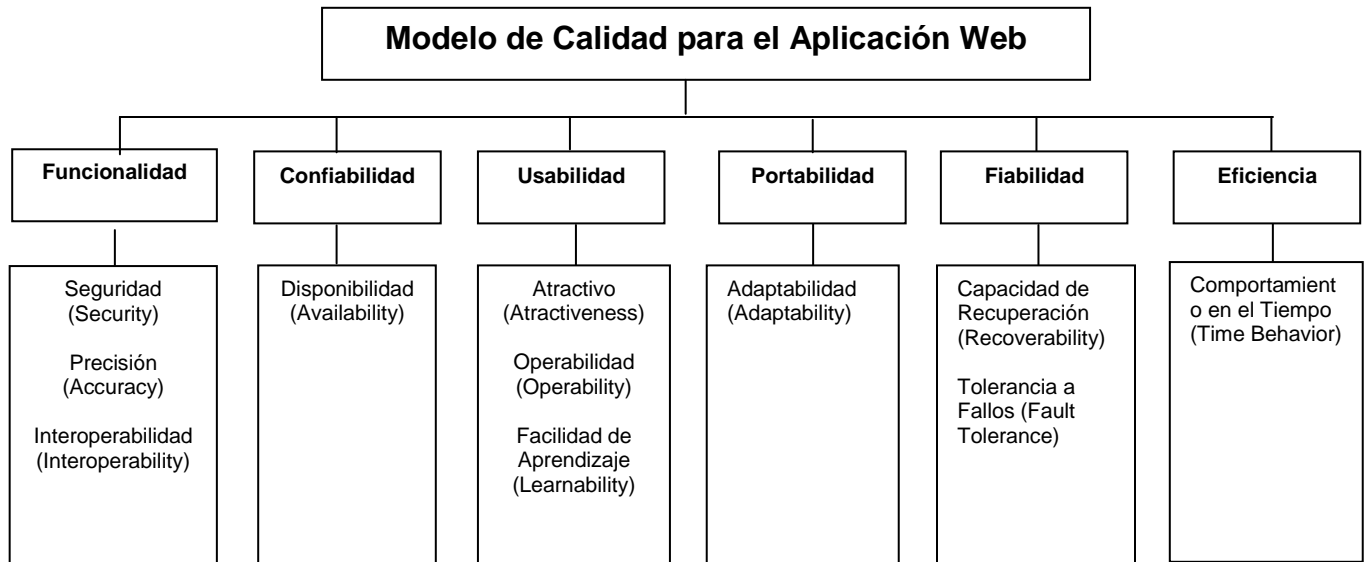 Modelo de Calidad para el Aplicación Web
Funcionalidad
Confiabilidad
Usabilidad
Portabilidad
Fiabilidad
Eficiencia
Seguridad
(Security)
Precisión
(Accuracy)
Interoperabilidad
(Interoperability)
Disponibilidad
(Availability)
Atractivo
(Atractiveness)
Operabilidad
(Operability)
Facilidad de
Aprendizaje
(Learnability)
Adaptabilidad
(Adaptability)
Capacidad de
Recuperación
(Recoverability)
Tolerancia a
Fallos (Fault
Tolerance)
Comportamient
o en el Tiempo
(Time Behavior)